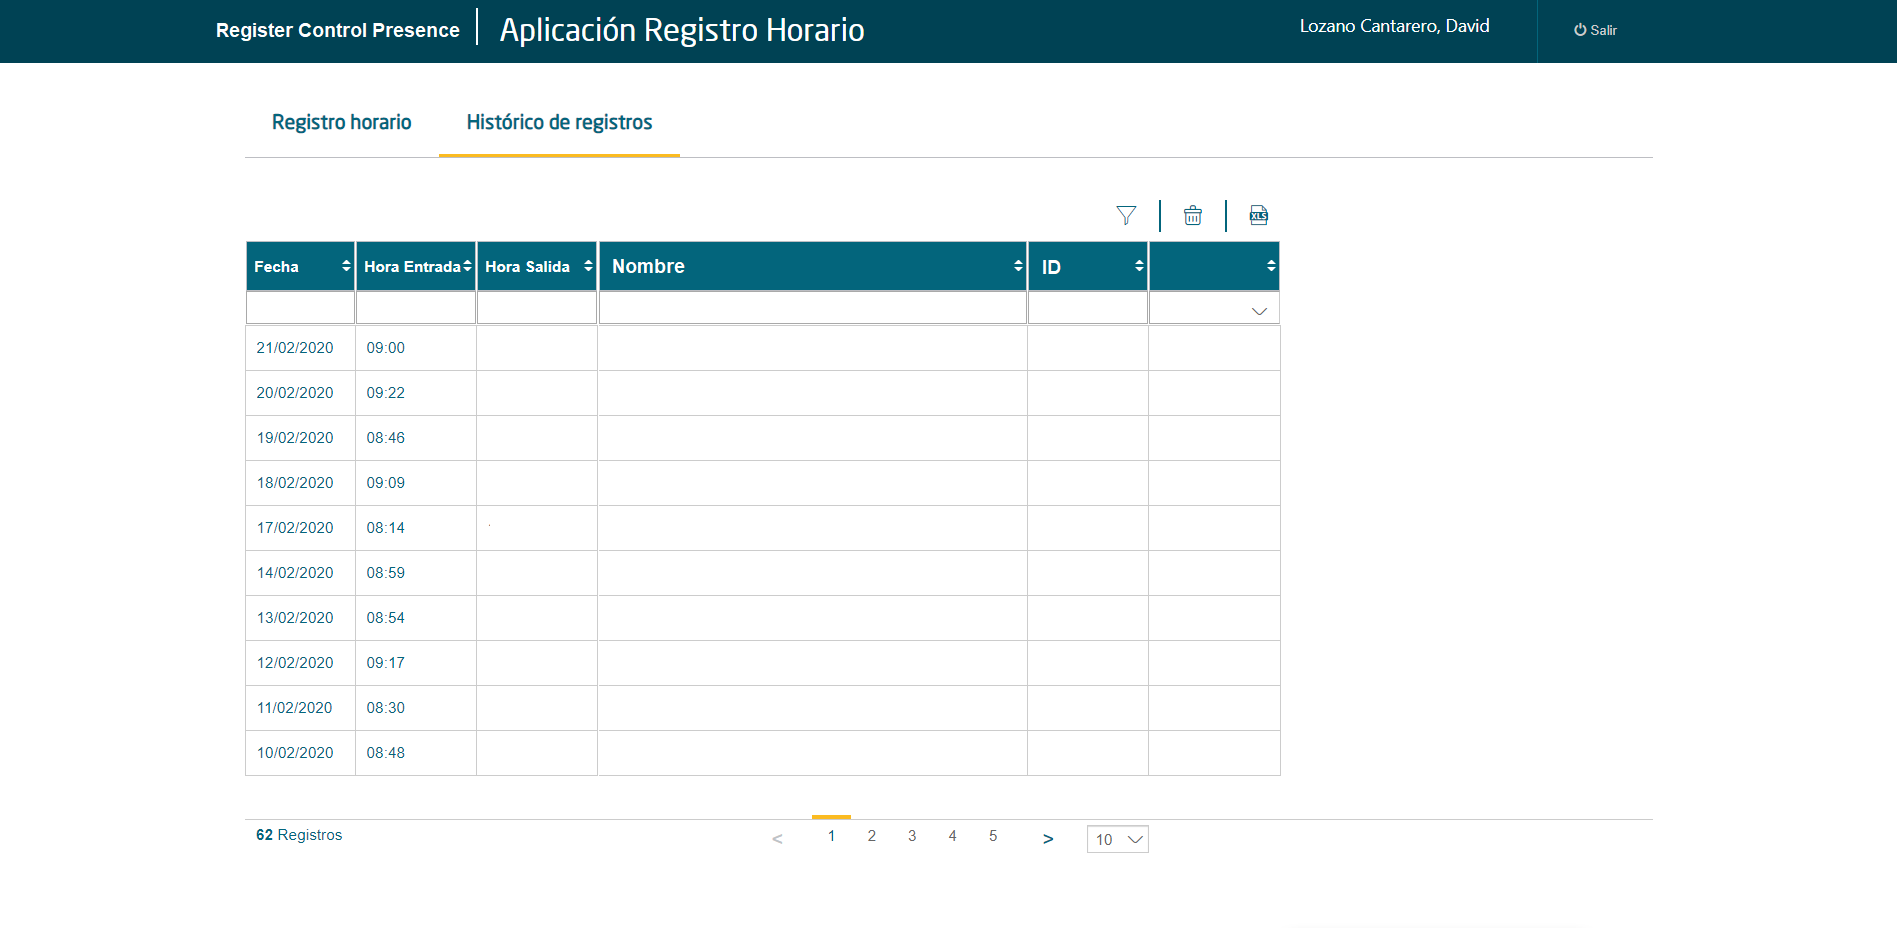 Register Control Presence Aplicación Registro Horario Lozano Cantarero, David Salir
Registro horario Histórico de registros
XLS
Fecha Hora Entrada Hora Salida Nombre ID
21/02/2020 09:00
20/02/2020 09:22
19/02/2020 08:46
18/02/2020 09:09
17/02/2020 08:14
14/02/2020 08:59
13/02/2020 08:54
12/02/2020 09:17
11/02/2020 08:30
10/02/2020 08:48
62 Registros < 1 2 3 4 5 > 10